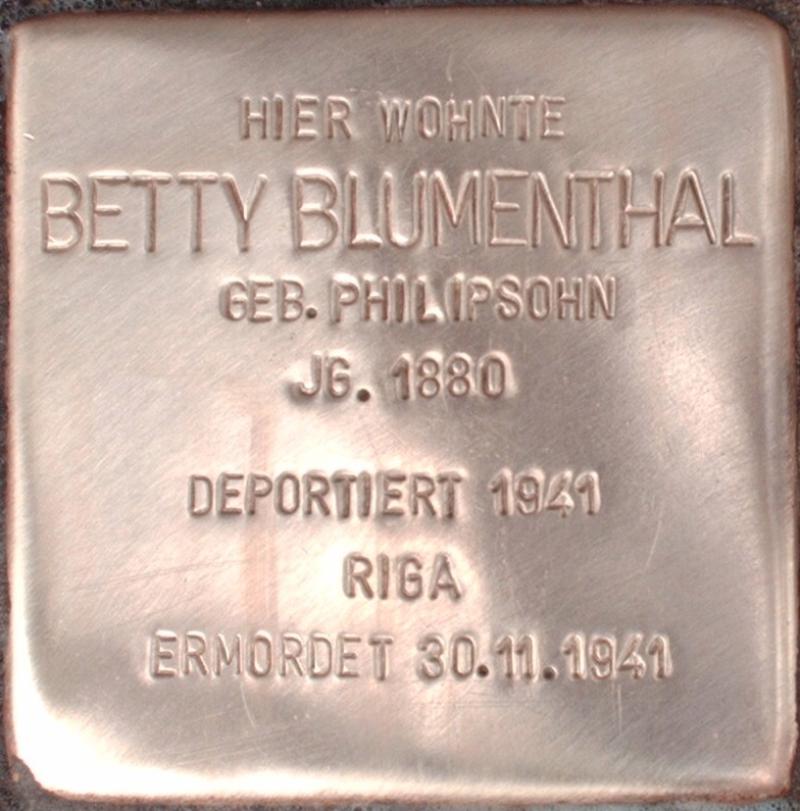 HIER WOHNTE
BETTY BLUMENTHAL
GEB. PHILIPSOHN
JG. 1880
DEPORTIERT 1941
RIGA
ERMORDET 30.11.1941